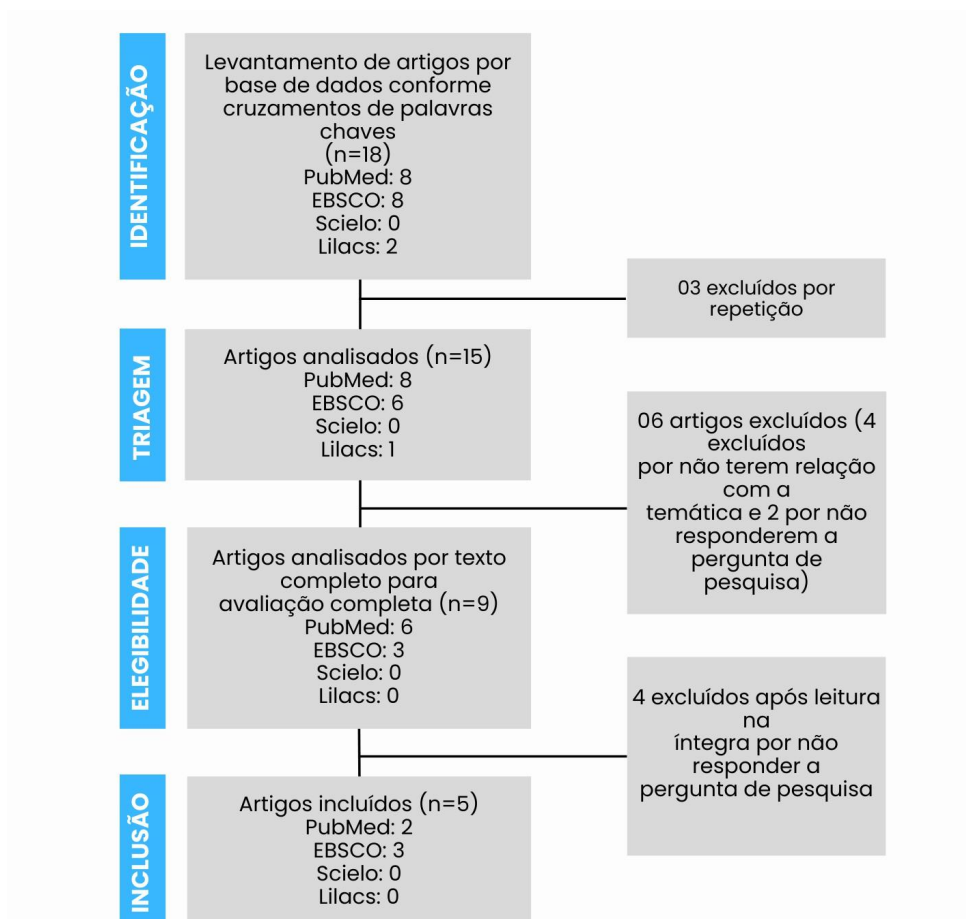 IDENTIFICAÇÃO
Levantamento de artigos por
base de dados conforme
cruzamentos de palavras
chaves
(n=18)
PubMed: 8
EBSCO: 8
Scielo: 0
Lilacs: 2
03 excluídos por
repetição
TRIAGEM
Artigos analisados (n=15)
PubMed: 8
EBSCO: 6
Scielo: 0
Lilacs: 1
06 artigos excluídos (4
excluídos
por não terem relação
com a
temática e 2 por não
responderem a
pergunta de
pesquisa)
ELEGIBILIDADE
Artigos analisados por texto
completo para
avaliação completa (n=9)
PubMed: 6
EBSCO: 3
Scielo: 0
Lilacs: 0
4 excluídos após leitura
na
íntegra por não
responder a
pergunta de pesquisa
INCLUSÃO
Artigos incluídos (n=5)
PubMed: 2
EBSCO: 3
Scielo: 0
Lilacs: 0